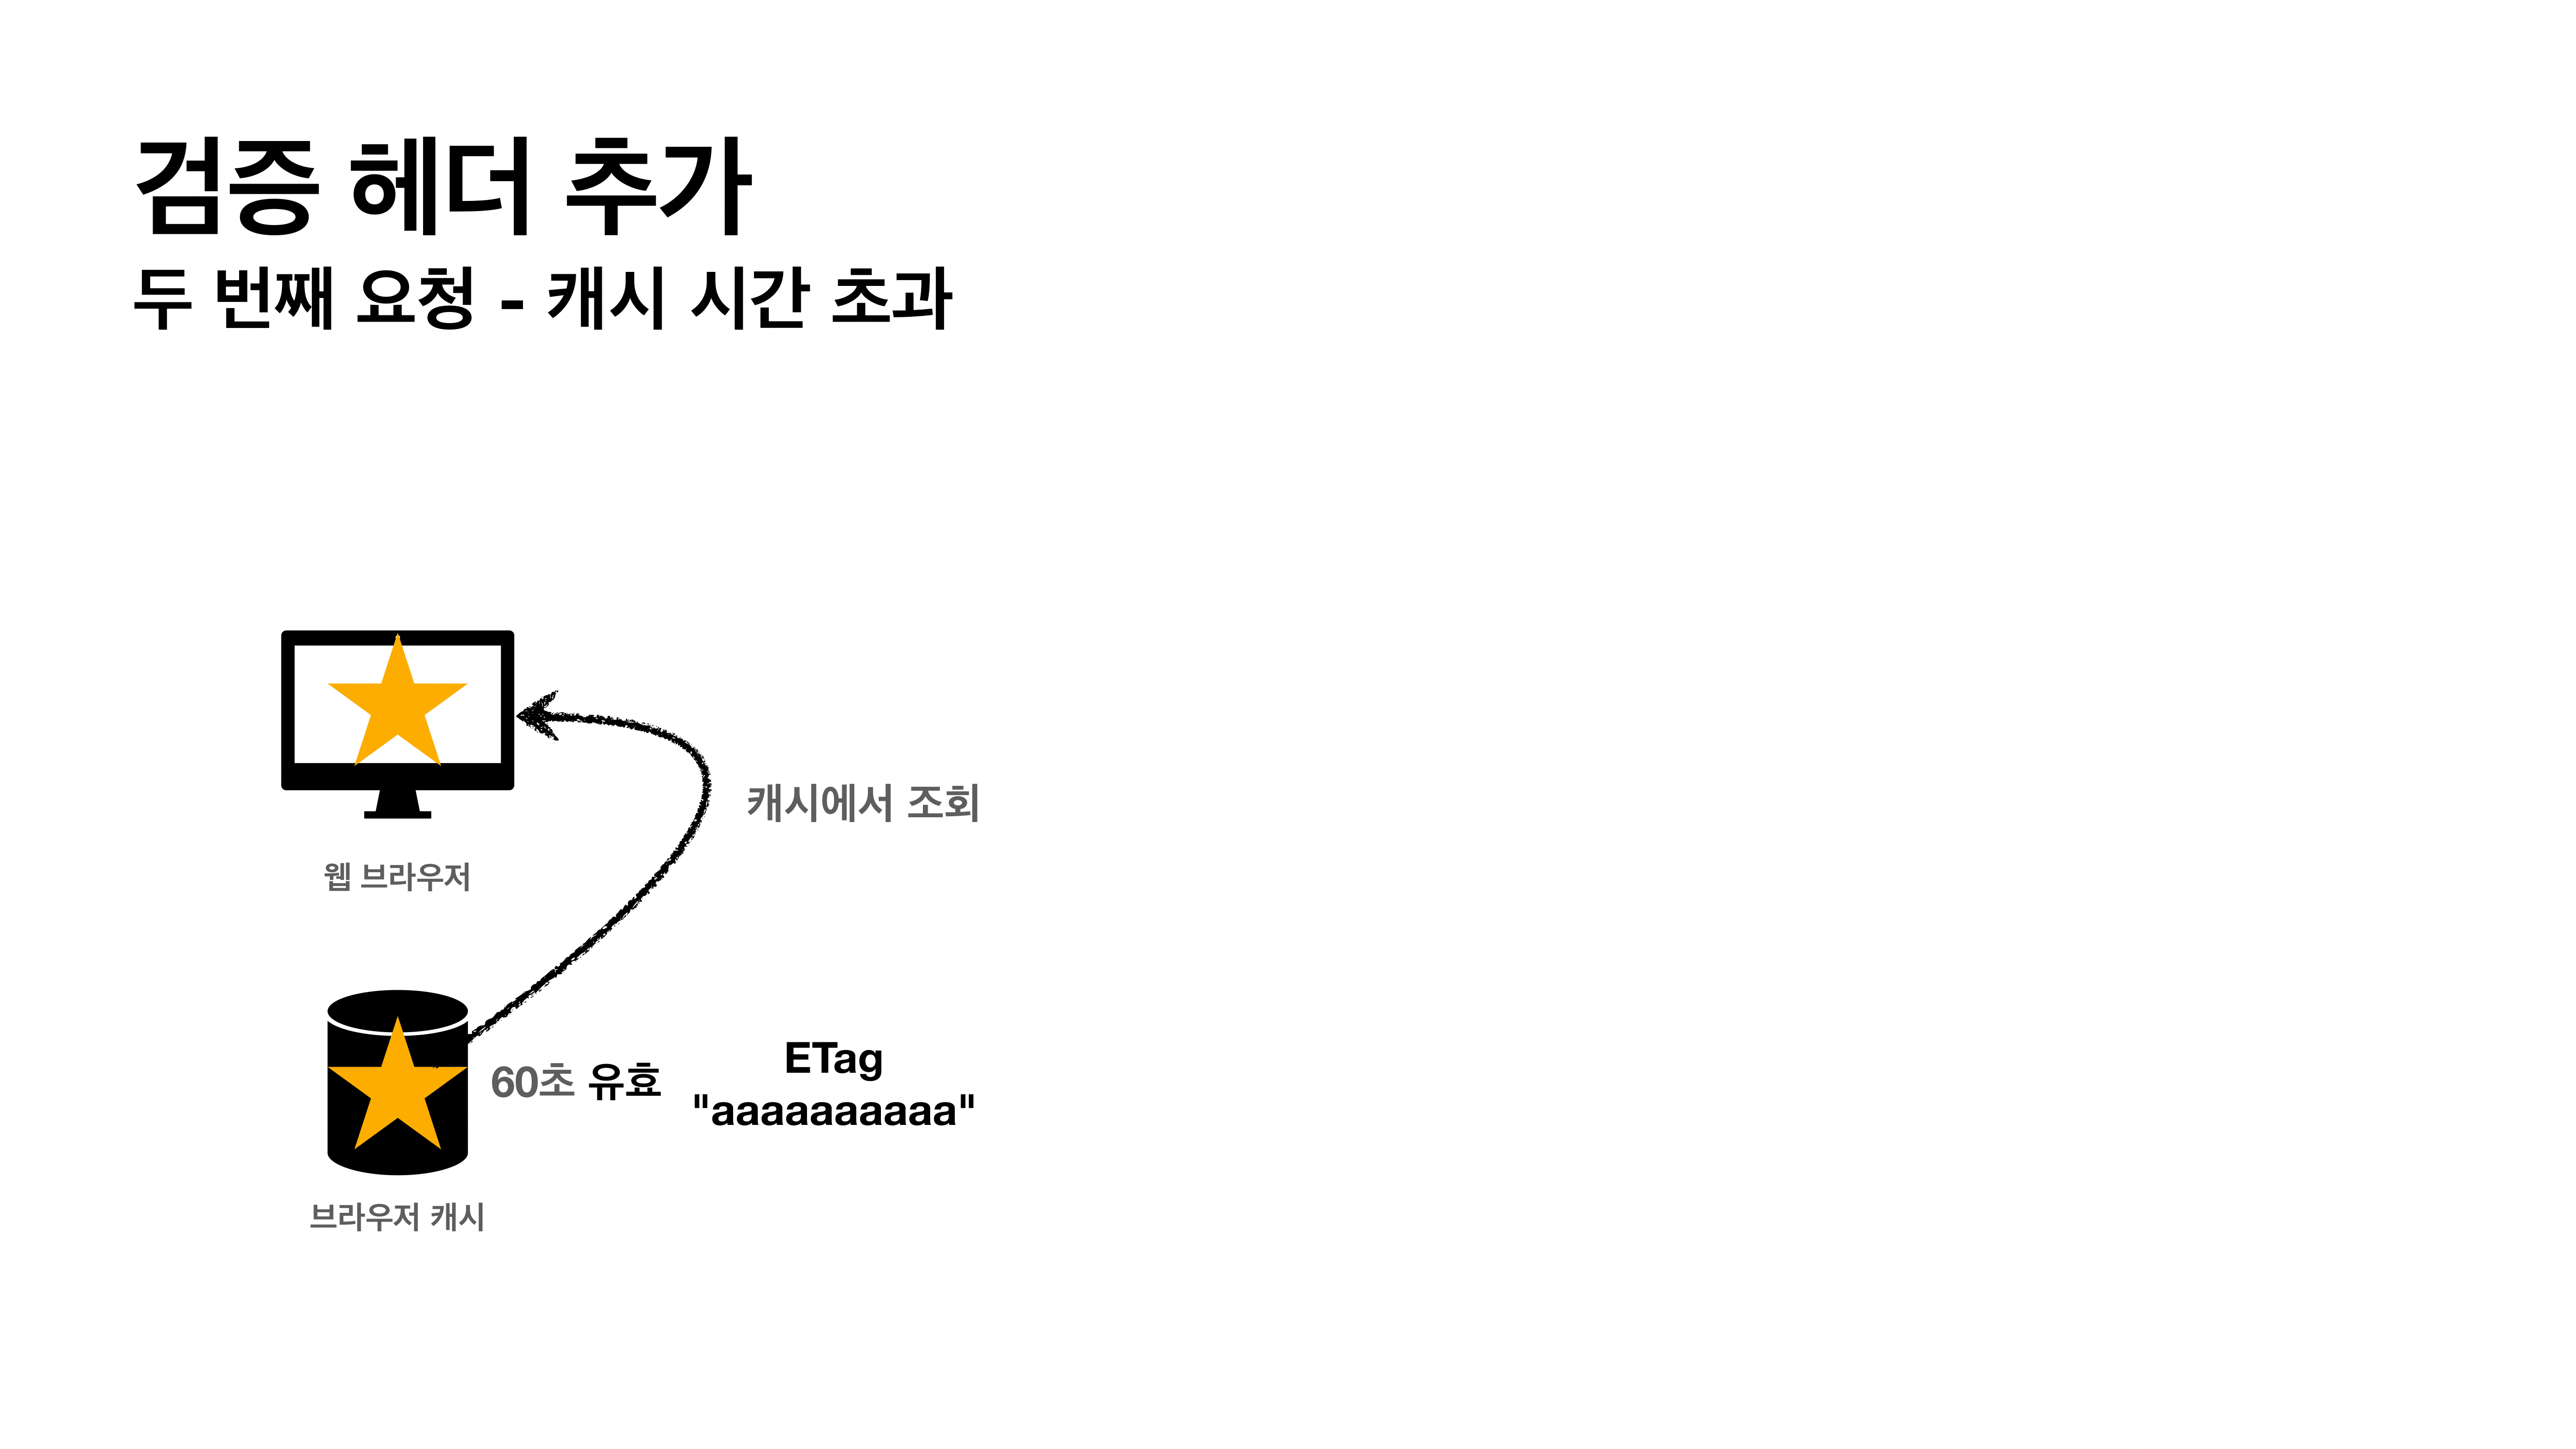 검증 헤더 추가
두 번째 요청 - 캐시 시간 초과
캐시에서 조회
웹 브라우저
60초 유효
ETag
"aaaaaaaaaa"
브라우저 캐시